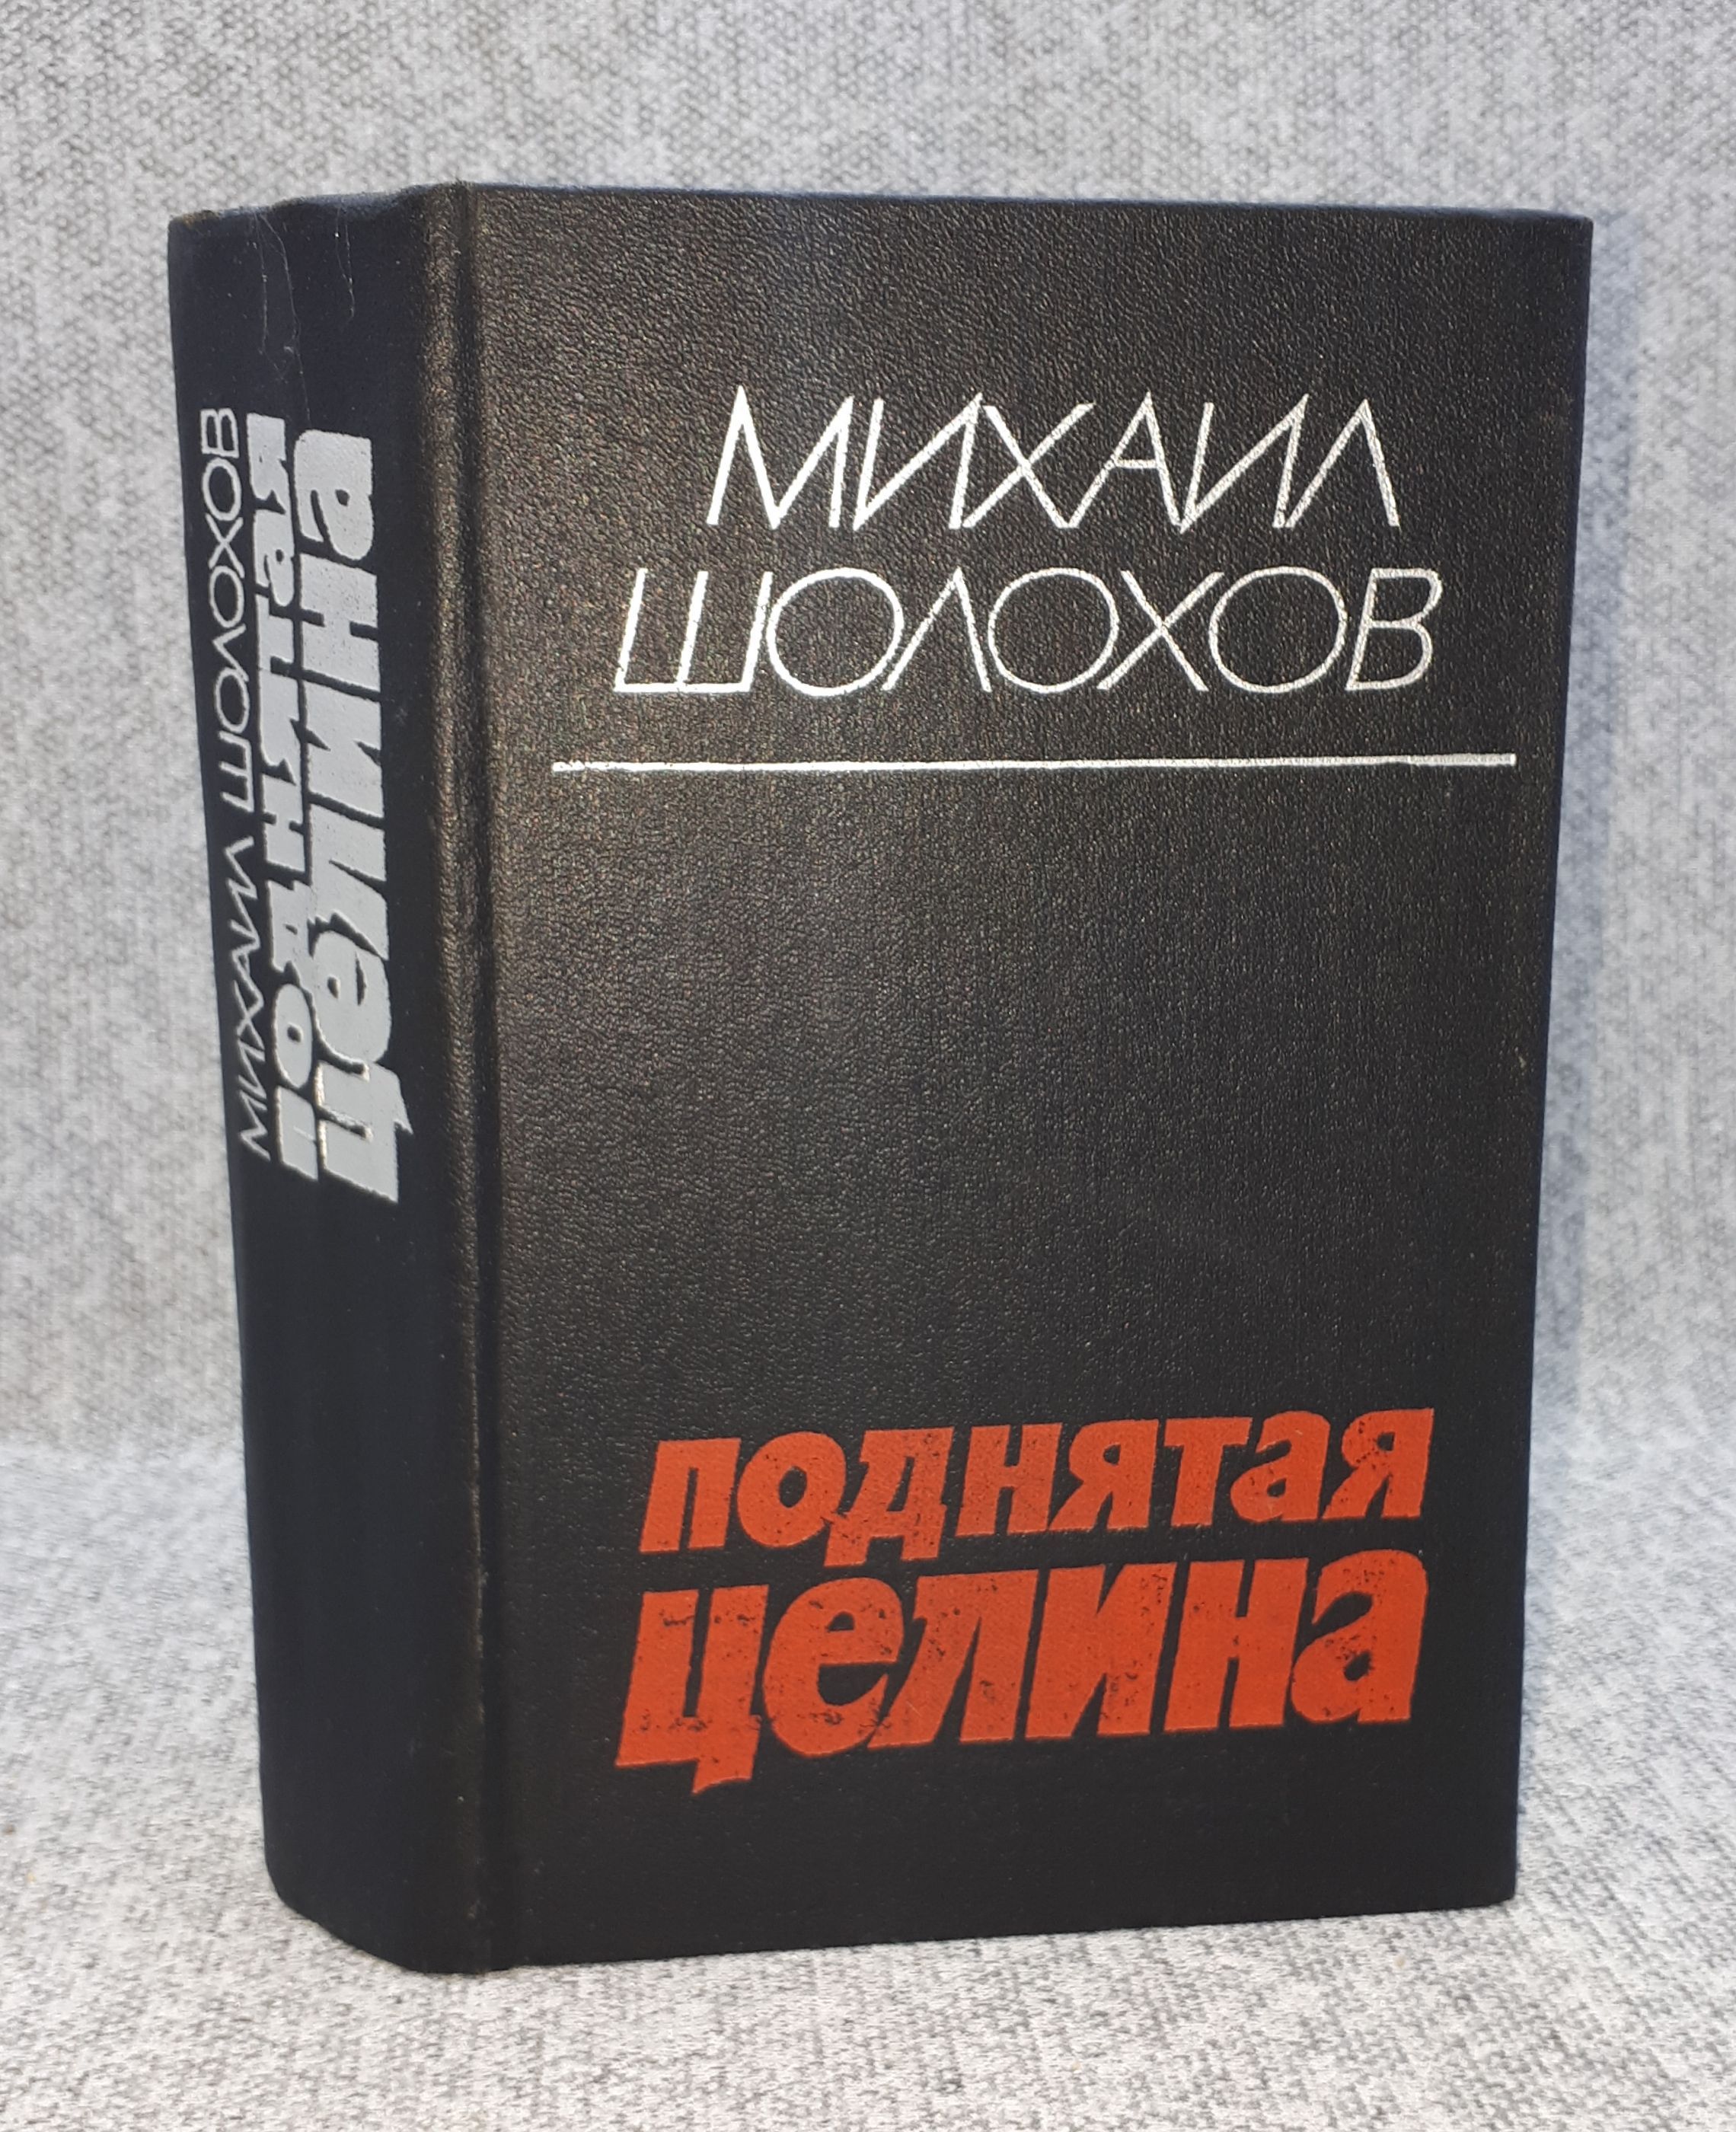 МИХАИЛ ШОЛОХОВ
поднятая
целина
МИХАИЛ
ШОЛОХОВ
поднятая
целина